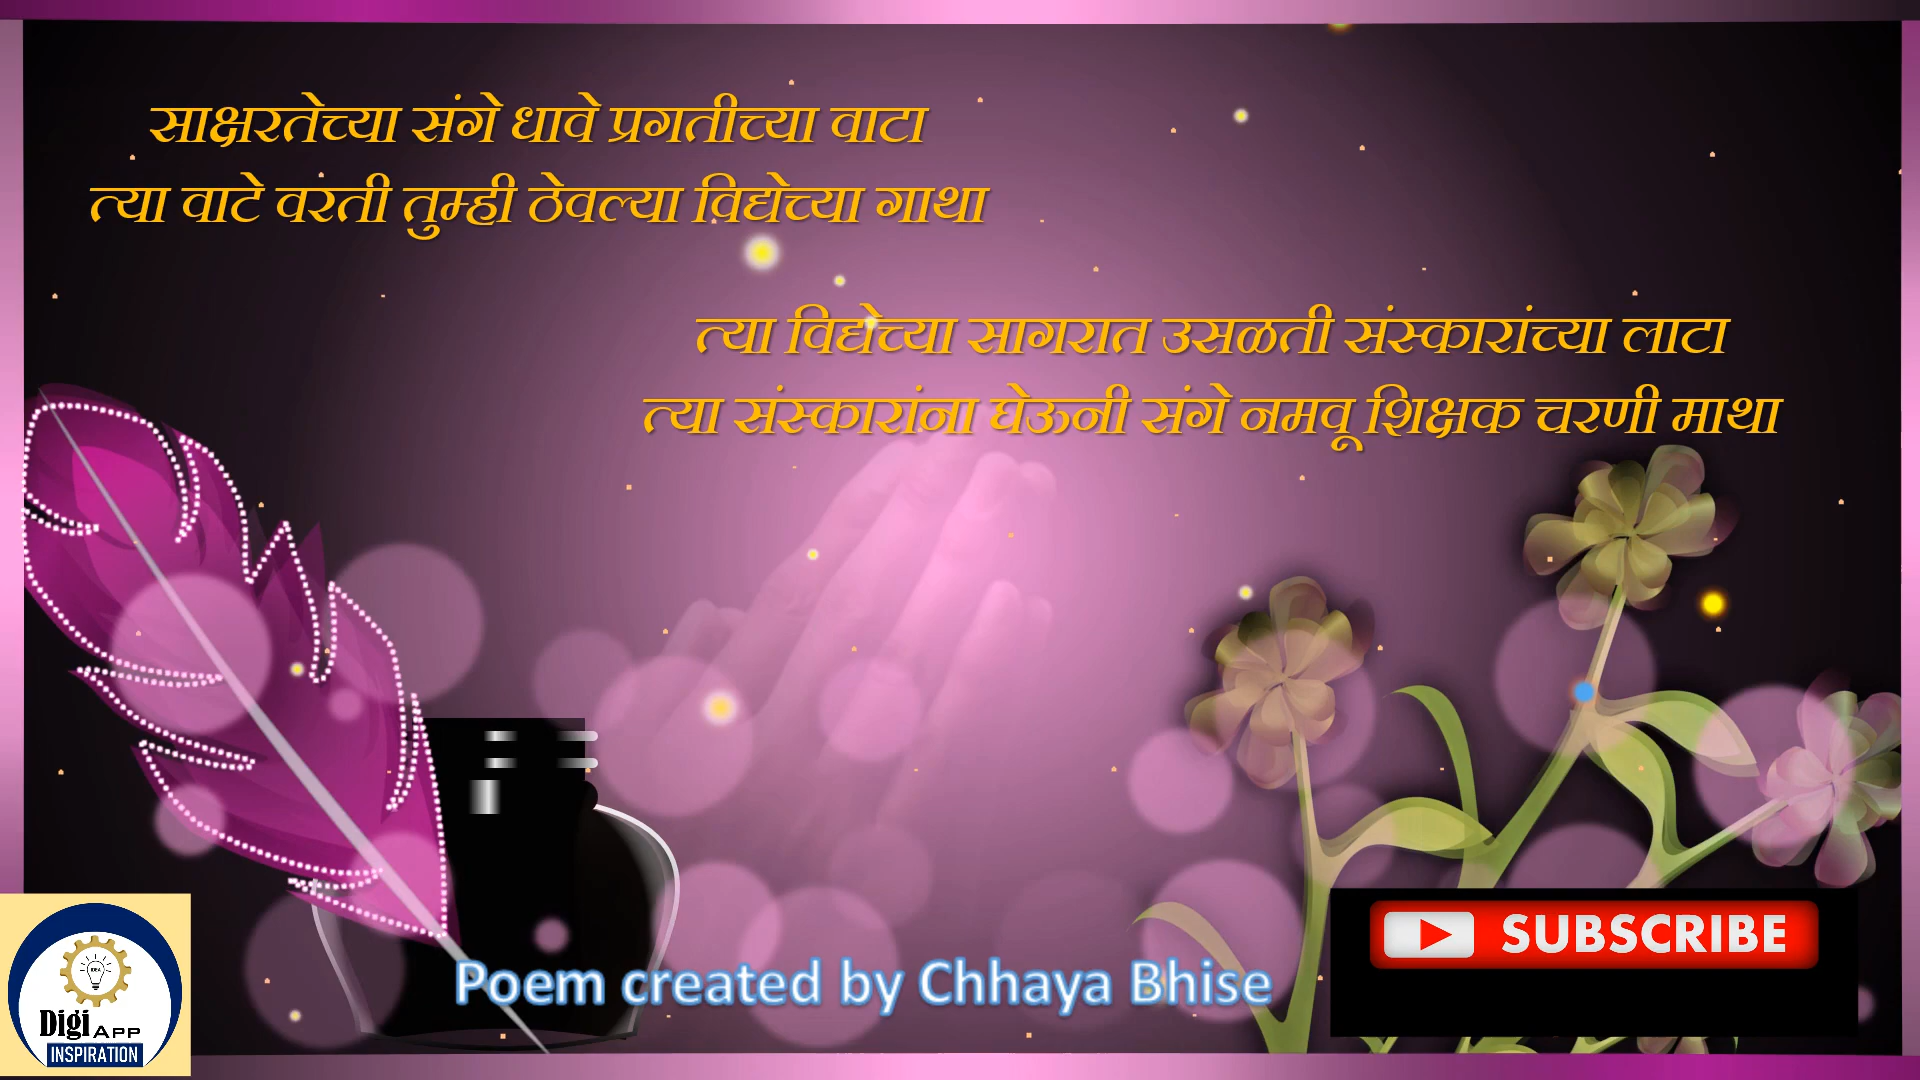 साक्षरतेच्या संगे धावे प्रगतीच्या वाटा
त्या वाटे वरती तुम्ही ठेवल्या विद्येच्या गाथा
त्या विद्येच्या सागरात उसळती संस्कारांच्या लाटा
त्या संस्कारांना घेऊनी संगे नमवू शिक्षक चरणी माथा
Poem created by Chhaya Bhise
SUBSCRIBE
IDEA
Digi APP
INSPIRATION